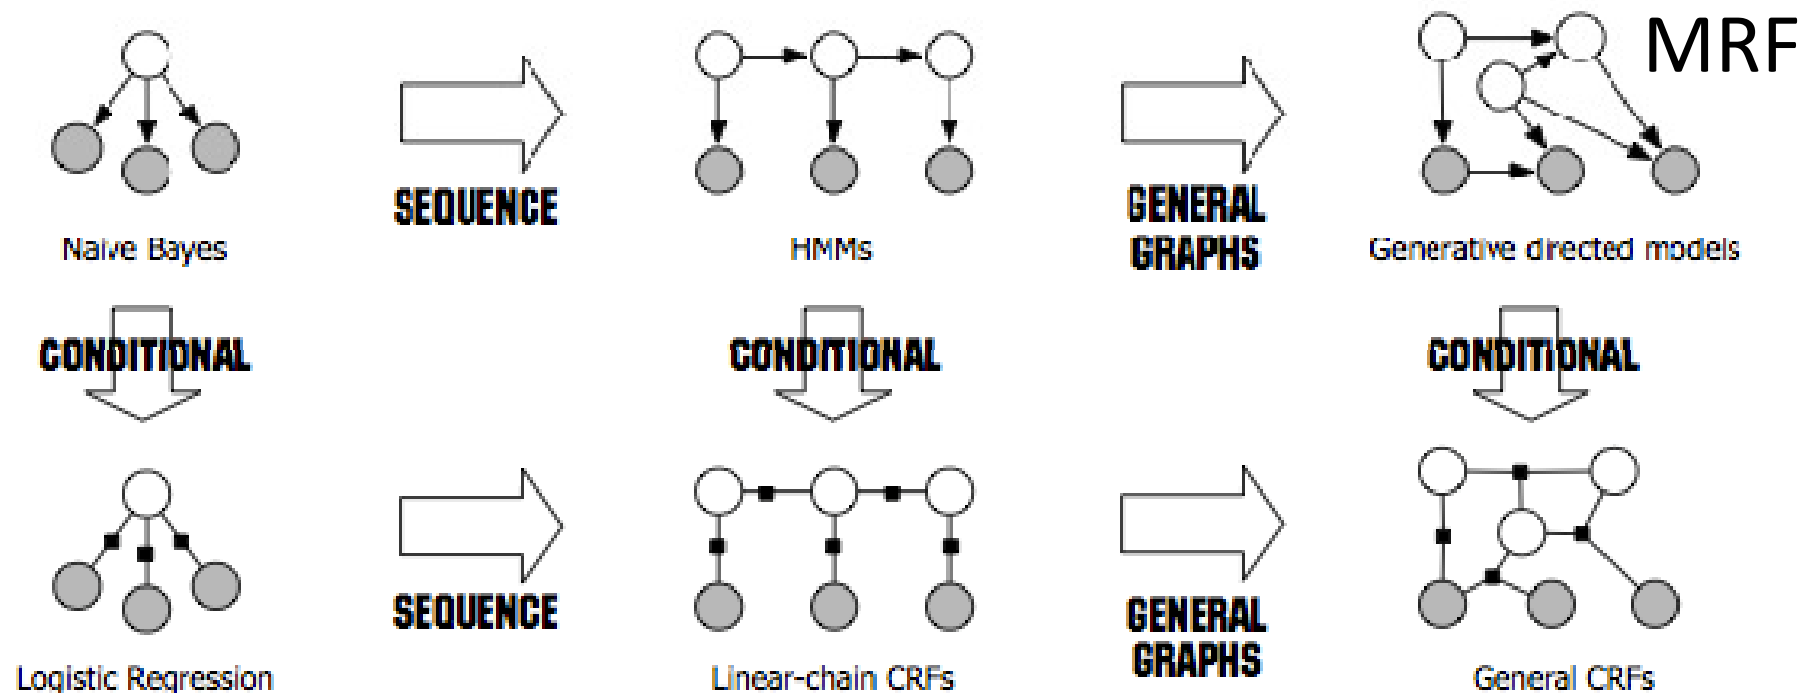 MRF
SEQUENCE
GENERAL
GRAPHS
Naive Bayes
HMMs
Generative directed models
CONDITIONAL
CONDITIONAL
CONDITIONAL
SEQUENCE
GENERAL
GRAPHS
Logistic Regression
Linear-chain CRFs
General CRFs